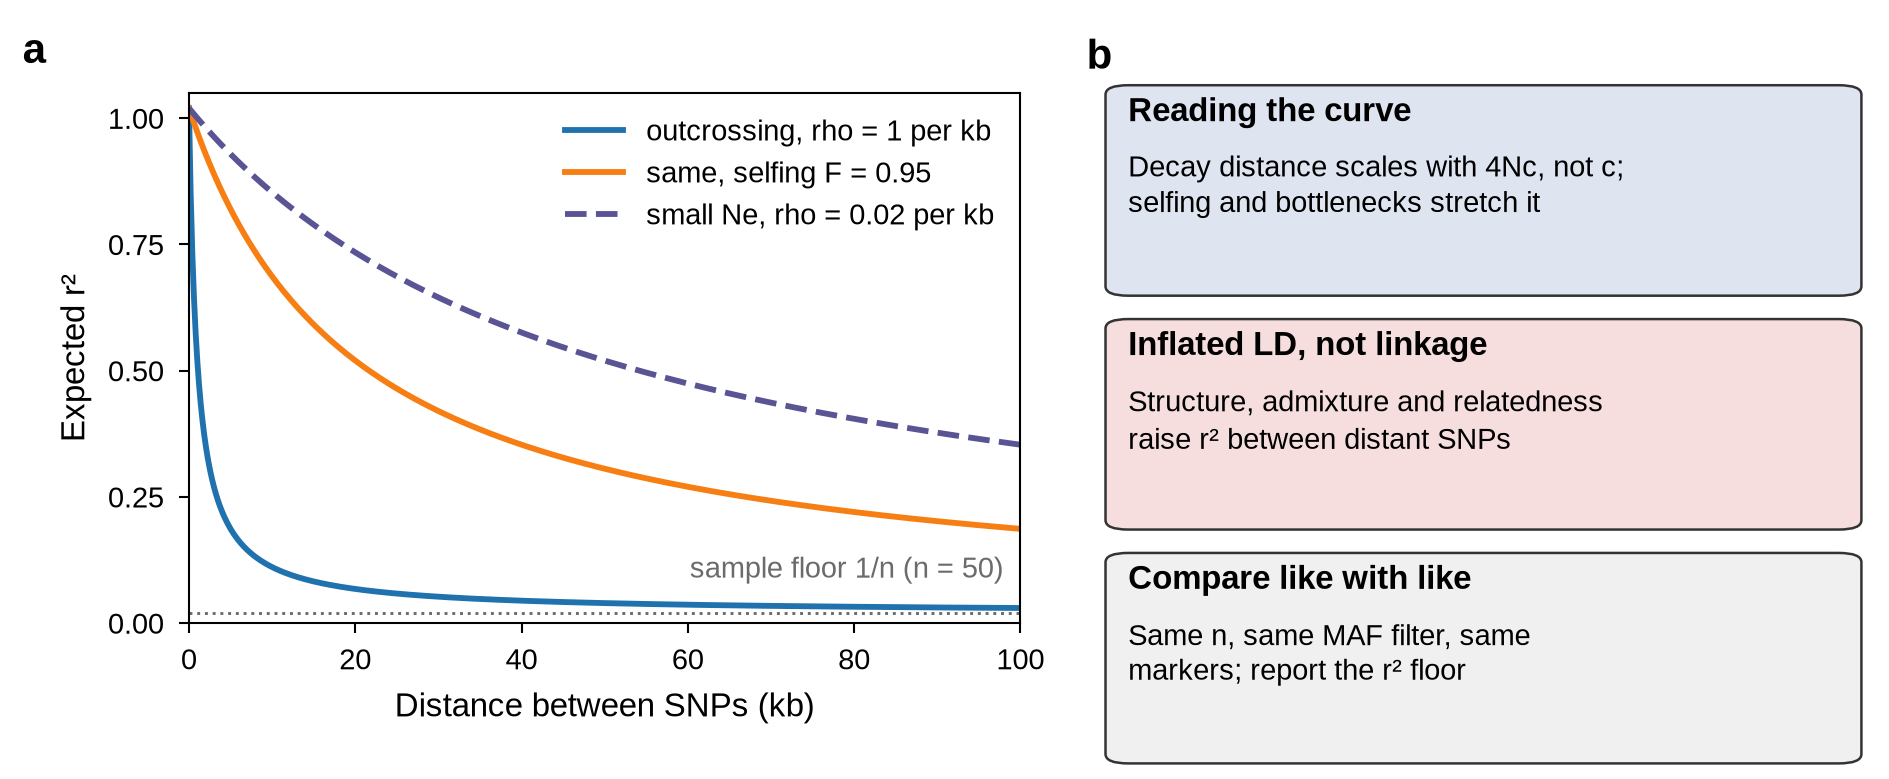 a
Expected r²
1.00
0.75
0.50
0.25
0.00
outcrossing, rho = 1 per kb
same, selfing F = 0.95
small Ne, rho = 0.02 per kb
sample floor 1/n (n = 50)
0 20 40 60 80 100
Distance between SNPs (kb)
b
Reading the curve
Decay distance scales with 4Nc, not c;
selfing and bottlenecks stretch it
Inflated LD, not linkage
Structure, admixture and relatedness
raise r² between distant SNPs
Compare like with like
Same n, same MAF filter, same
markers; report the r² floor